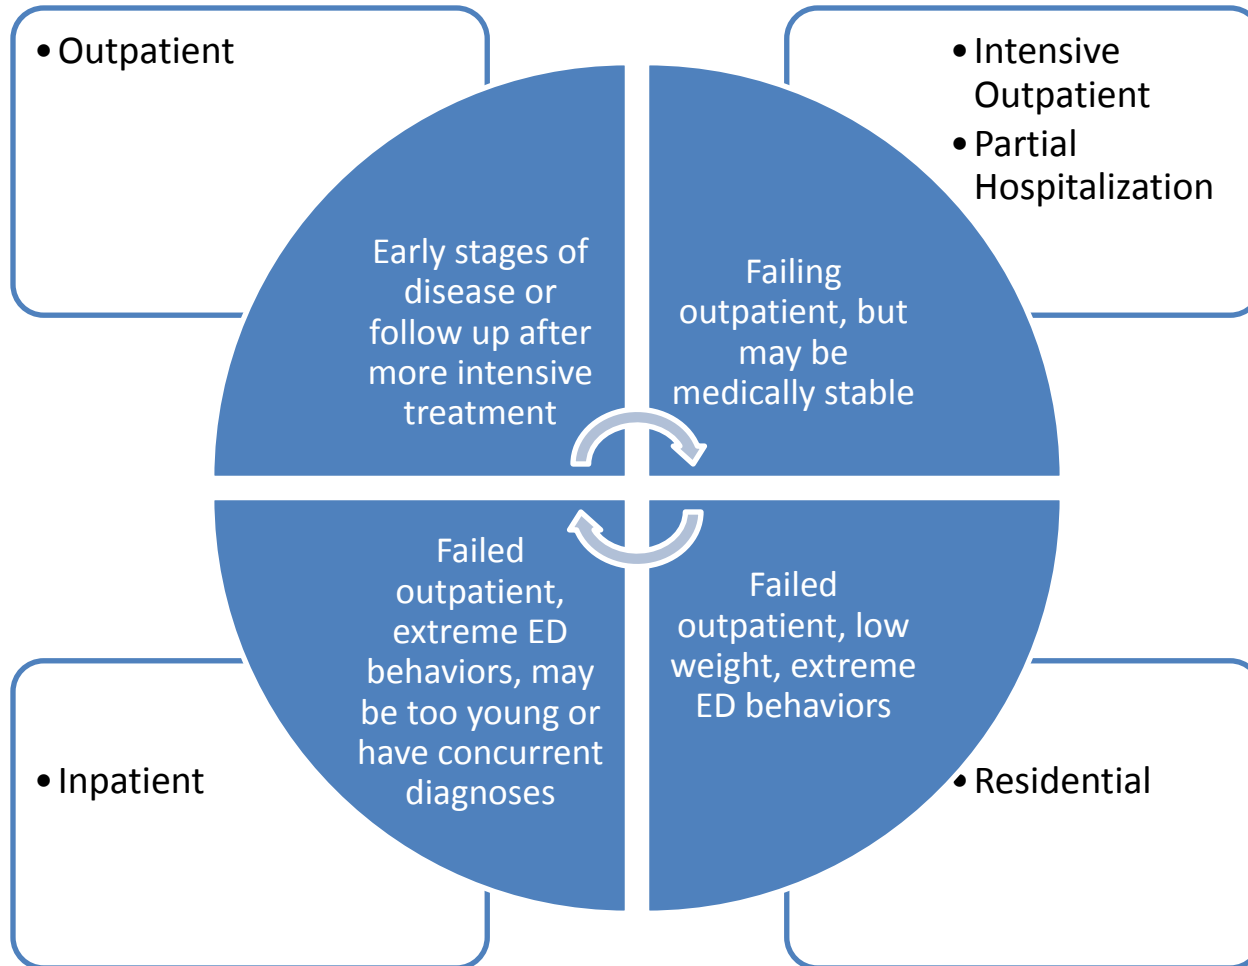 • Outpatient
• Intensive
Outpatient
• Partial
Hospitalization
Early stages of
disease or
follow up after
more intensive
treatment
Failing
outpatient, but
may be
medically stable
Failed
outpatient,
extreme ED
behaviors, may
be too young or
have concurrent
diagnoses
Failed
outpatient, low
weight, extreme
ED behaviors
• Inpatient
• Residential